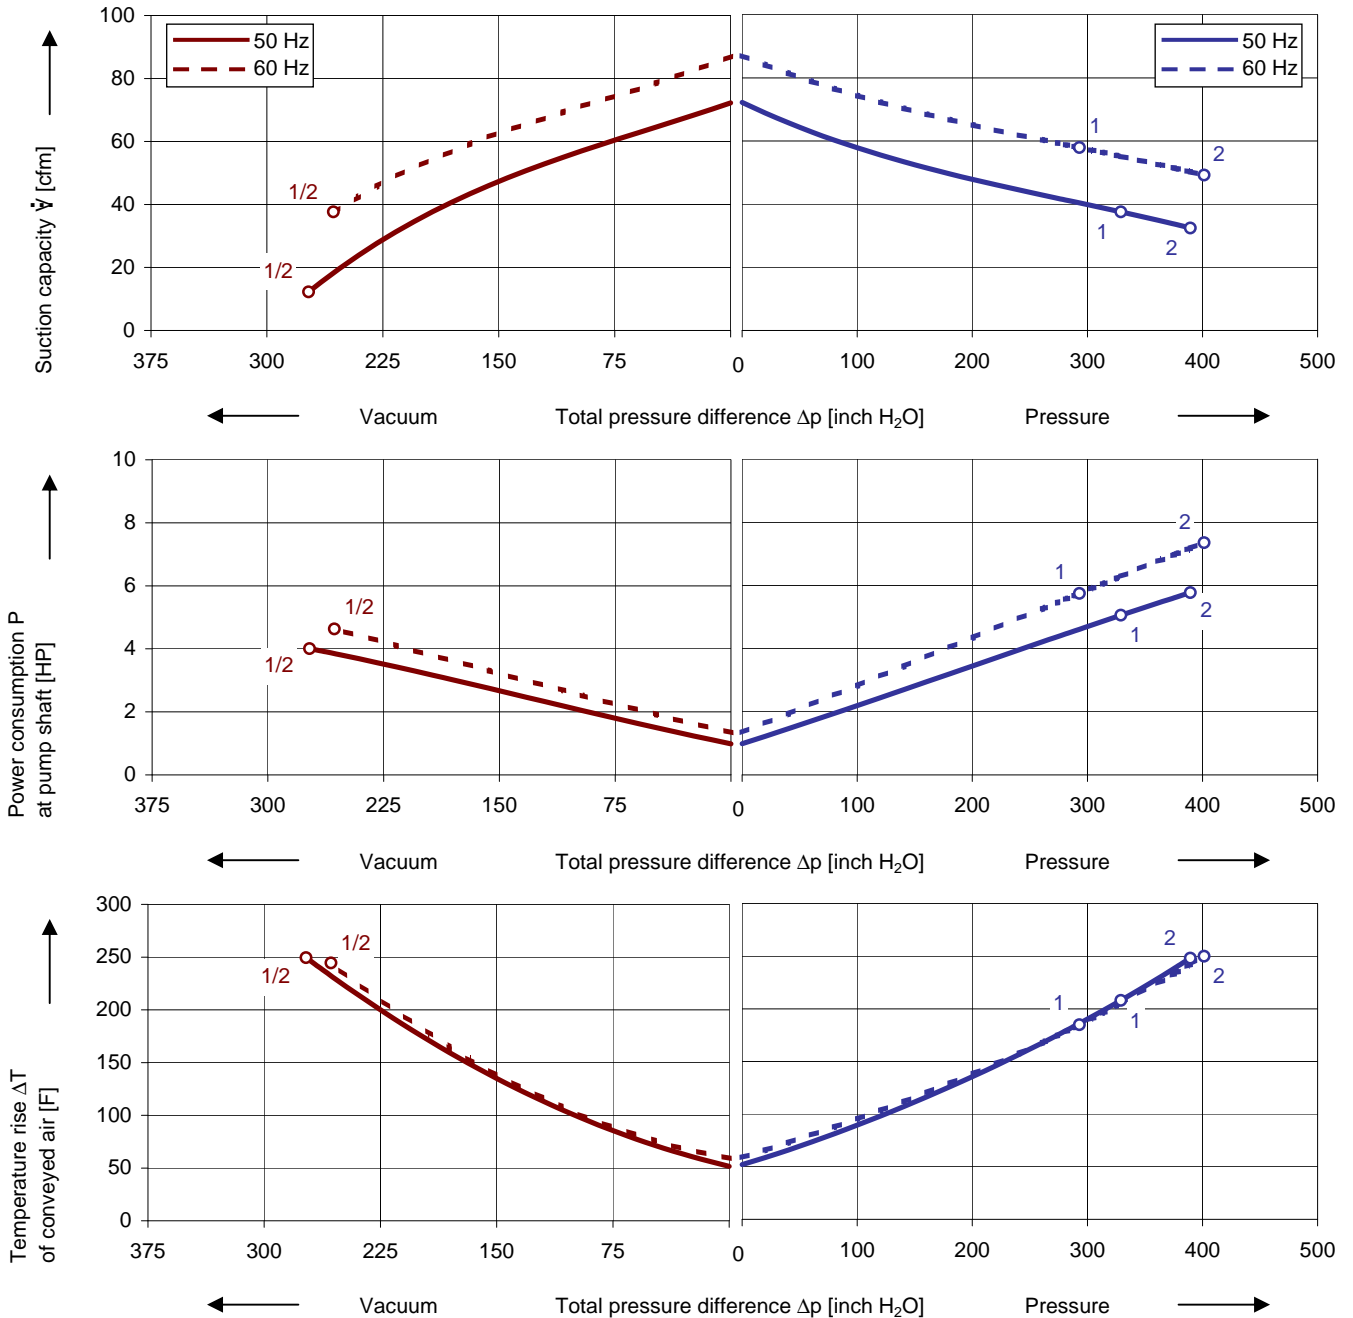 100
80
60
40
20
0
Suction capacity V̇ [cfm]
50 Hz
60 Hz
50 Hz
60 Hz
1/2
1/2
1
2
1
2
375 300 225 150 75 0 100 200 300 400 500
Vacuum Total pressure difference Δp [inch H₂O] Pressure
10
8
6
4
2
0
Power consumption P
at pump shaft [HP]
1/2
1/2
1
2
1
2
375 300 225 150 75 0 100 200 300 400 500
Vacuum Total pressure difference Δp [inch H₂O] Pressure
300
250
200
150
100
50
0
Temperature rise ΔT
of conveyed air [F]
1/2
1/2
2
2
1
1
375 300 225 150 75 0 100 200 300 400 500
Vacuum Total pressure difference Δp [inch H₂O] Pressure